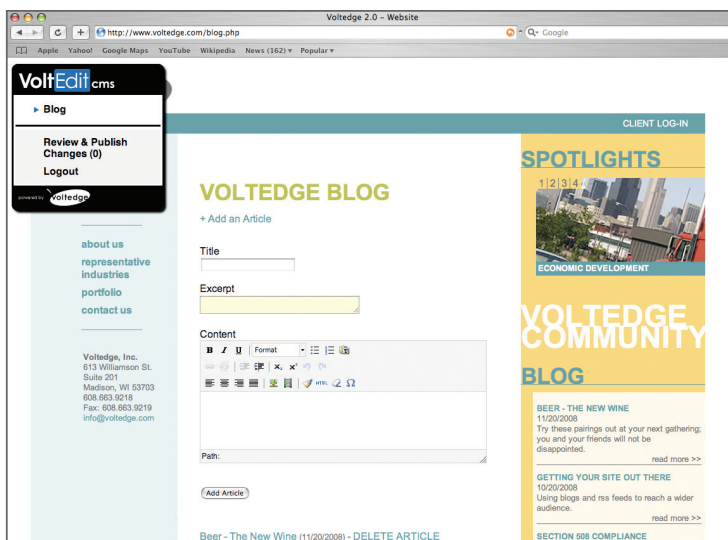 Voltedge 2.0 – Website
http://www.voltedge.com/blog.php
Google
Apple Yahoo! Google Maps YouTube Wikipedia News (162) Popular
VoltEdit cms
Blog
Review & Publish
Changes (0)
Logout
powered by voltedge
about us
representative
industries
portfolio
contact us
Voltedge, Inc.
613 Williamson St.
Suite 201
Madison, WI 53703
608.663.9218
Fax: 608.663.9219
info@voltedge.com
VOLTEDGE BLOG
+ Add an Article
Title
Excerpt
Content
B I U Format
HTML
Path:
Add Article
Beer - The New Wine (11/20/2008) - DELETE ARTICLE
CLIENT LOG-IN
SPOTLIGHTS
1|2|3|4
ECONOMIC DEVELOPMENT
VOLTEDGE
COMMUNITY
BLOG
BEER - THE NEW WINE
11/20/2008
Try these pairings out at your next gathering;
you and your friends will not be
disappointed.
read more >>
GETTING YOUR SITE OUT THERE
10/20/2008
Using blogs and rss feeds to reach a wider
audience.
read more >>
SECTION 508 COMPLIANCE